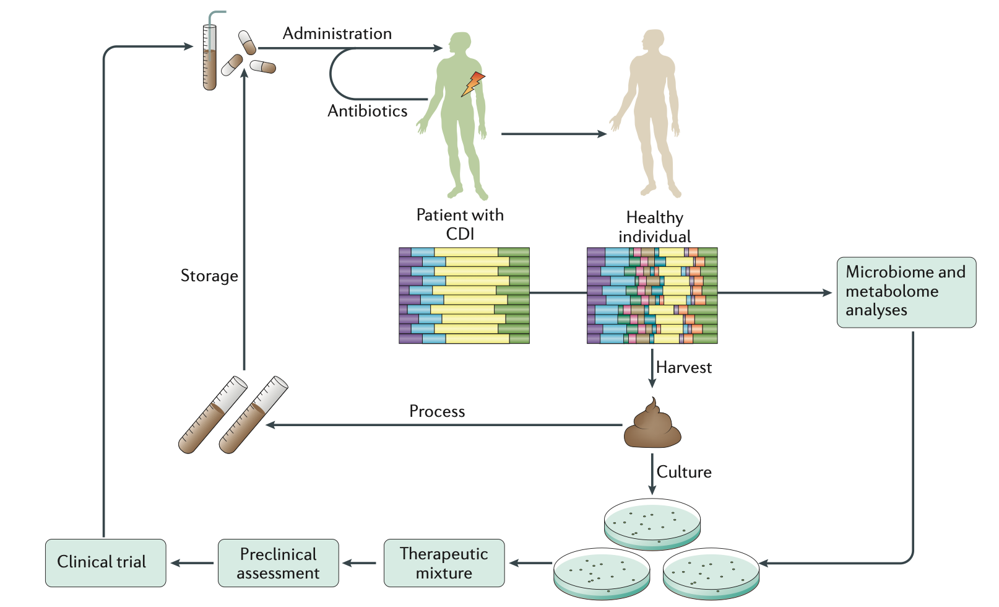 Administration
Antibiotics
Patient with
CDI
Healthy
individual
Storage
Microbiome and
metabolome
analyses
Harvest
Process
Culture
Clinical trial
Preclinical
assessment
Therapeutic
mixture